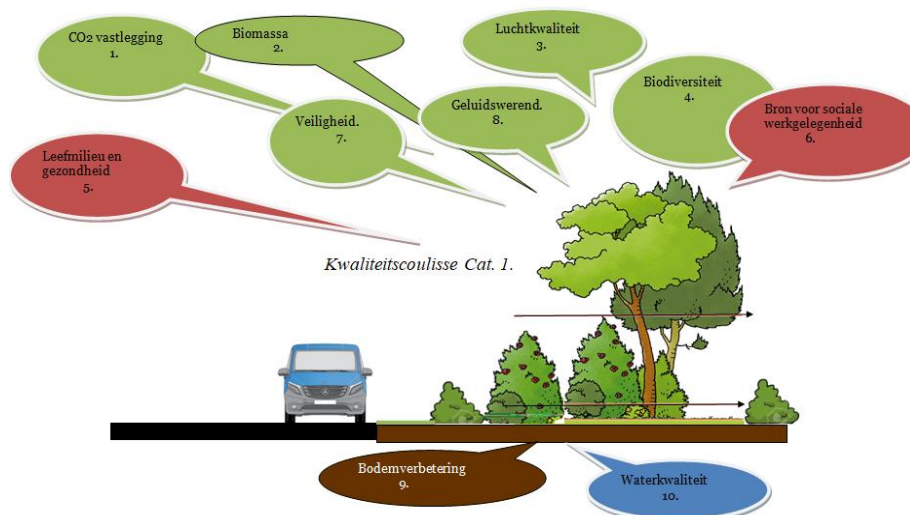 CO2 vastlegging
1.
Biomassa
2.
Luchtkwaliteit
3.
Biodiversiteit
4.
Bron voor sociale
werkgelegenheid
6.
Geluidswerend.
8.
Veiligheid.
7.
Leefmilieu en
gezondheid
5.
Kwaliteitscoulisse Cat. 1.
Bodemverbetering
9.
Waterkwaliteit
10.